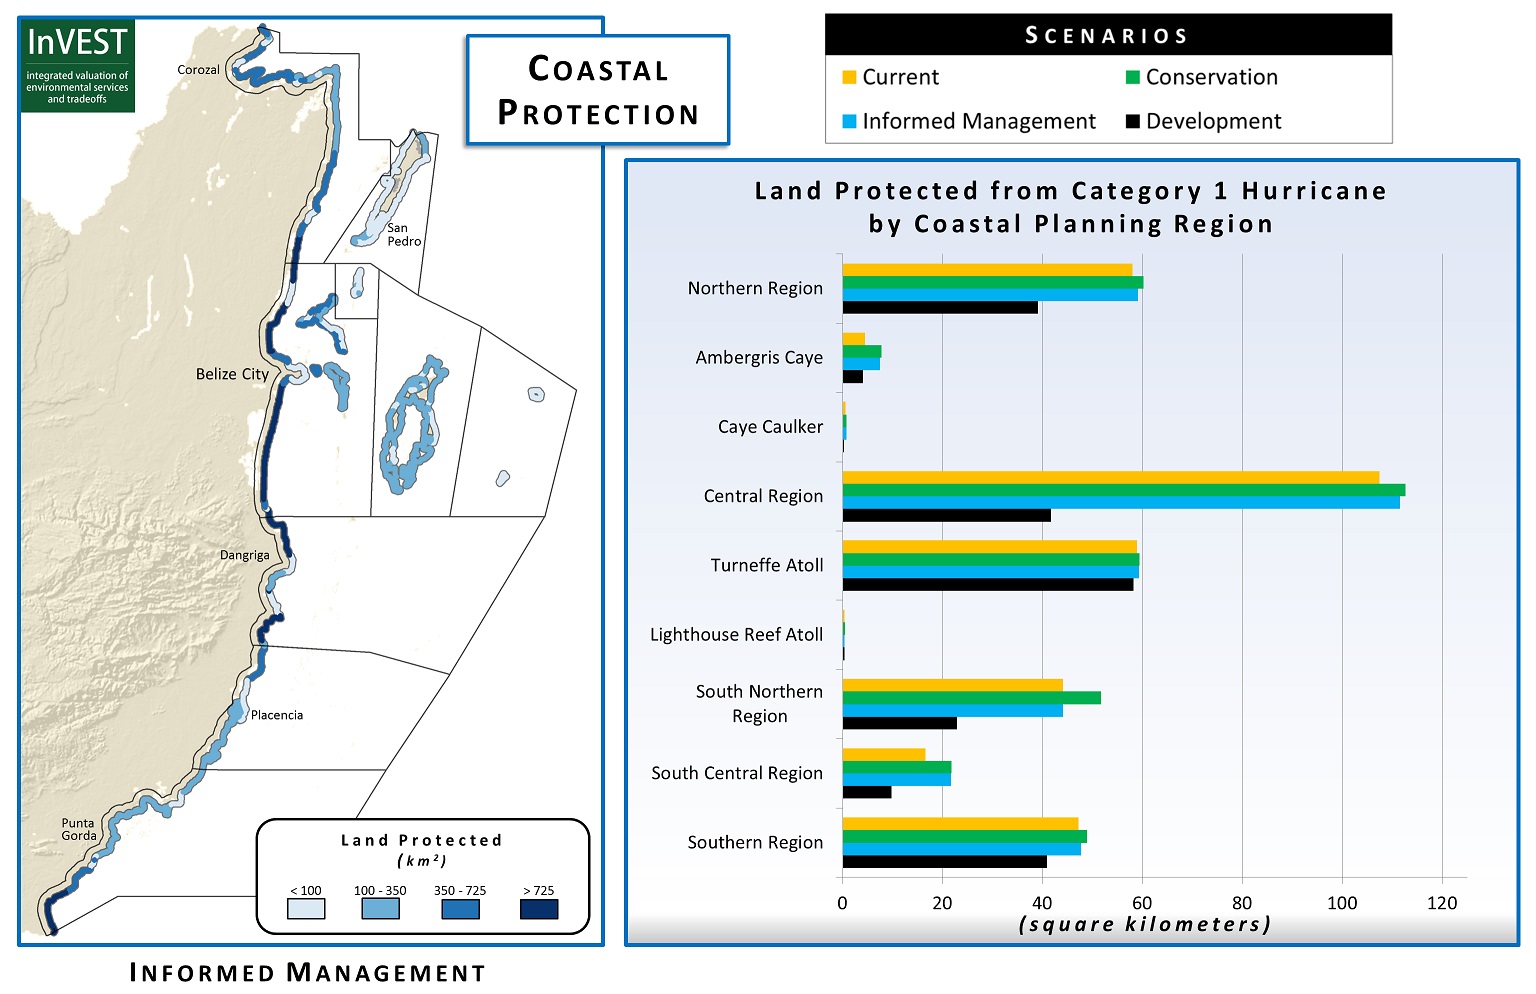 InVEST
integrated valuation of
environmental services
and tradeoffs
COASTAL
PROTECTION
Corozal
San
Pedro
Belize City
Dangriga
Placencia
Punta
Gorda
Land Protected
(km²)
< 100
100 - 350
350 - 725
> 725
INFORMED MANAGEMENT
SCENARIOS
Current
Conservation
Informed Management
Development
Land Protected from Category 1 Hurricane
by Coastal Planning Region
Northern Region
Ambergris Caye
Caye Caulker
Central Region
Turneffe Atoll
Lighthouse Reef Atoll
South Northern
Region
South Central Region
Southern Region
0 20 40 60 80 100 120
(square kilometers)